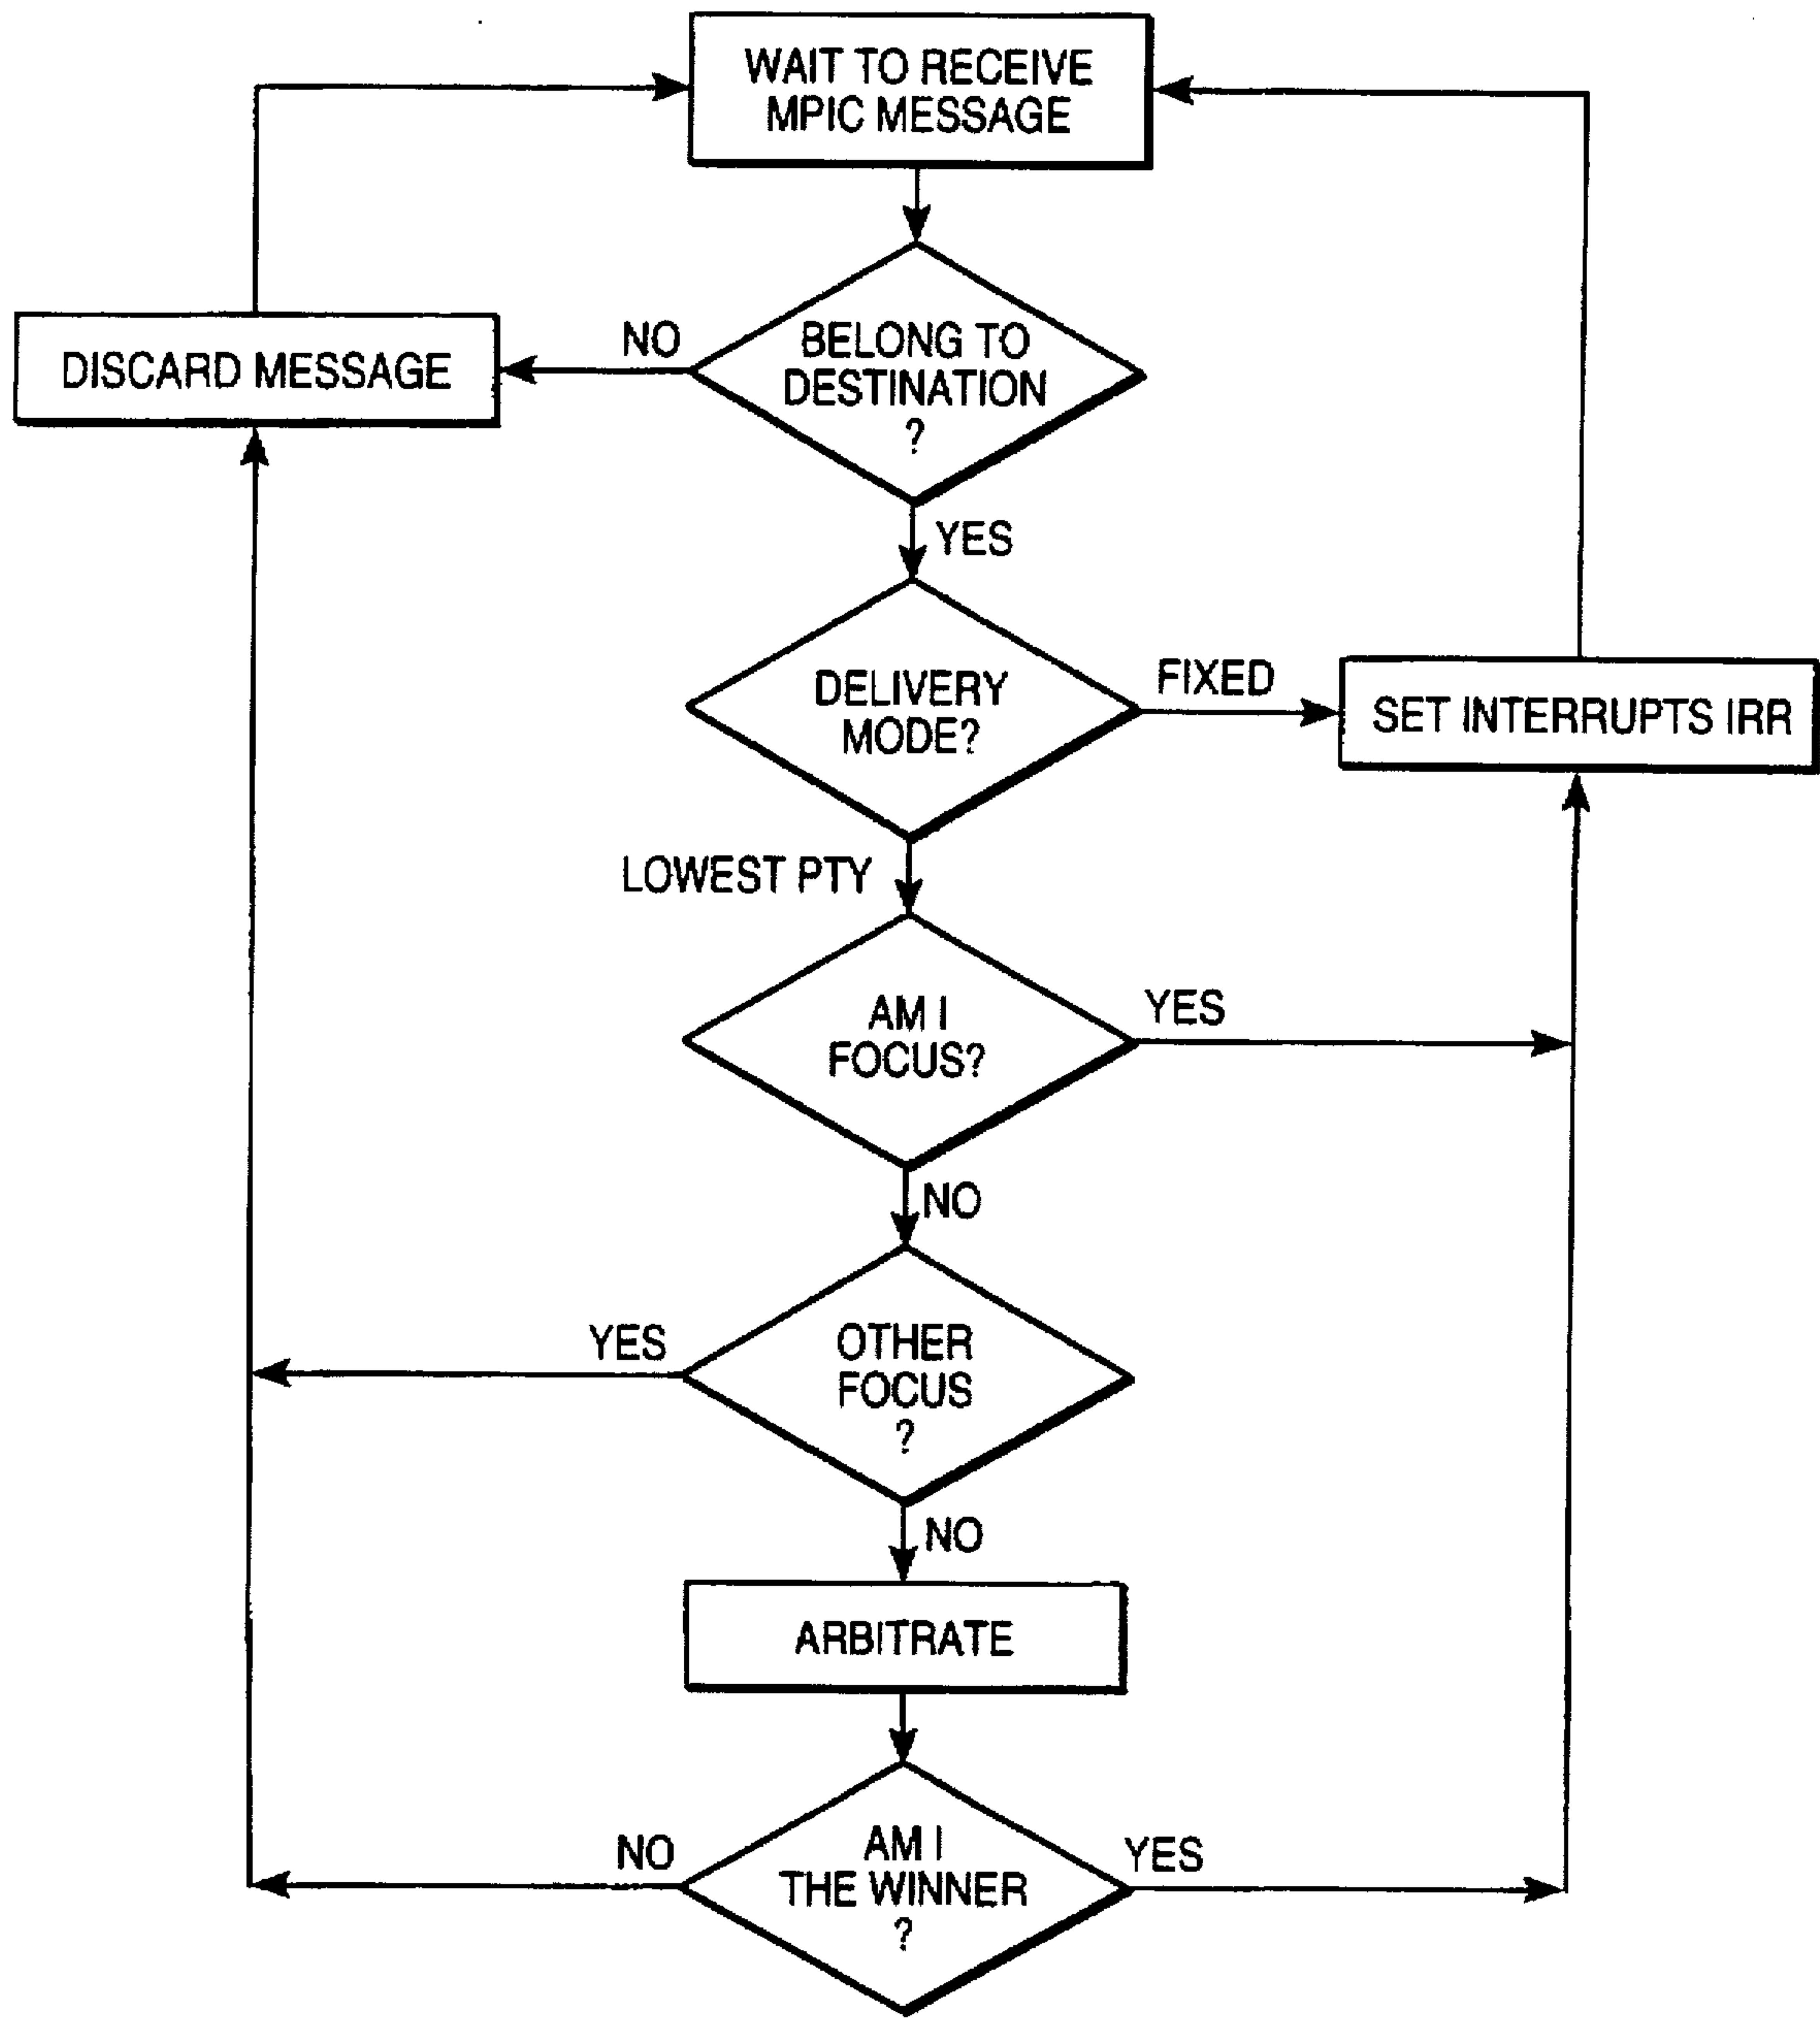 WAIT TO RECEIVE
MPIC MESSAGE
NO
BELONG TO
DESTINATION
?
DISCARD MESSAGE
YES
DELIVERY
MODE?
FIXED
SET INTERRUPTS IRR
LOWEST PTY
AM I
FOCUS?
YES
NO
YES
OTHER
FOCUS
?
NO
ARBITRATE
NO
AM I
THE WINNER
?
YES